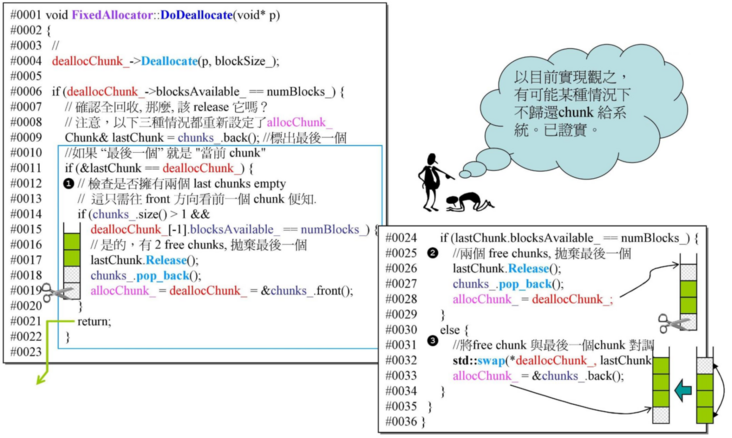 #0001 void FixedAllocator::DoDeallocate(void* p)
#0002 {
#0003 //
#0004 deallocChunk_->Deallocate(p, blockSize_);
#0005
#0006 if (deallocChunk_->blocksAvailable_ == numBlocks_) {
#0007 // 確認全回收, 那麼, 該 release 它嗎？
#0008 // 注意，以下三種情況都重新設定了allocChunk_
#0009 Chunk& lastChunk = chunks_.back(); //標出最後一個
#0010 //如果 “最後一個” 就是 "當前 chunk"
#0011 if (&lastChunk == deallocChunk_) {
#0012 ❶ // 檢查是否擁有兩個 last chunks empty
#0013 // 這只需往 front 方向看前一個 chunk 便知.
#0014 if (chunks_.size() > 1 &&
#0015 deallocChunk_[-1].blocksAvailable_ == numBlocks_) {
#0016 // 是的，有 2 free chunks, 拋棄最後一個
#0017 lastChunk.Release();
#0018 chunks_.pop_back();
#0019 allocChunk_ = deallocChunk_ = &chunks_.front();
#0020 }
#0021 return;
#0022 }
#0023
以目前實現觀之，
有可能某種情況下
不歸還chunk 給系
統。已證實。
#0024 if (lastChunk.blocksAvailable_ == numBlocks_) {
#0025 ❷ //兩個 free chunks, 拋棄最後一個
#0026 lastChunk.Release();
#0027 chunks_.pop_back();
#0028 allocChunk_ = deallocChunk_;
#0029 }
#0030 else {
#0031 ❸ //將free chunk 與最後一個chunk 對調
#0032 std::swap(*deallocChunk_, lastChunk
#0033 allocChunk_ = &chunks_.back();
#0034 }
#0035 }
#0036 }